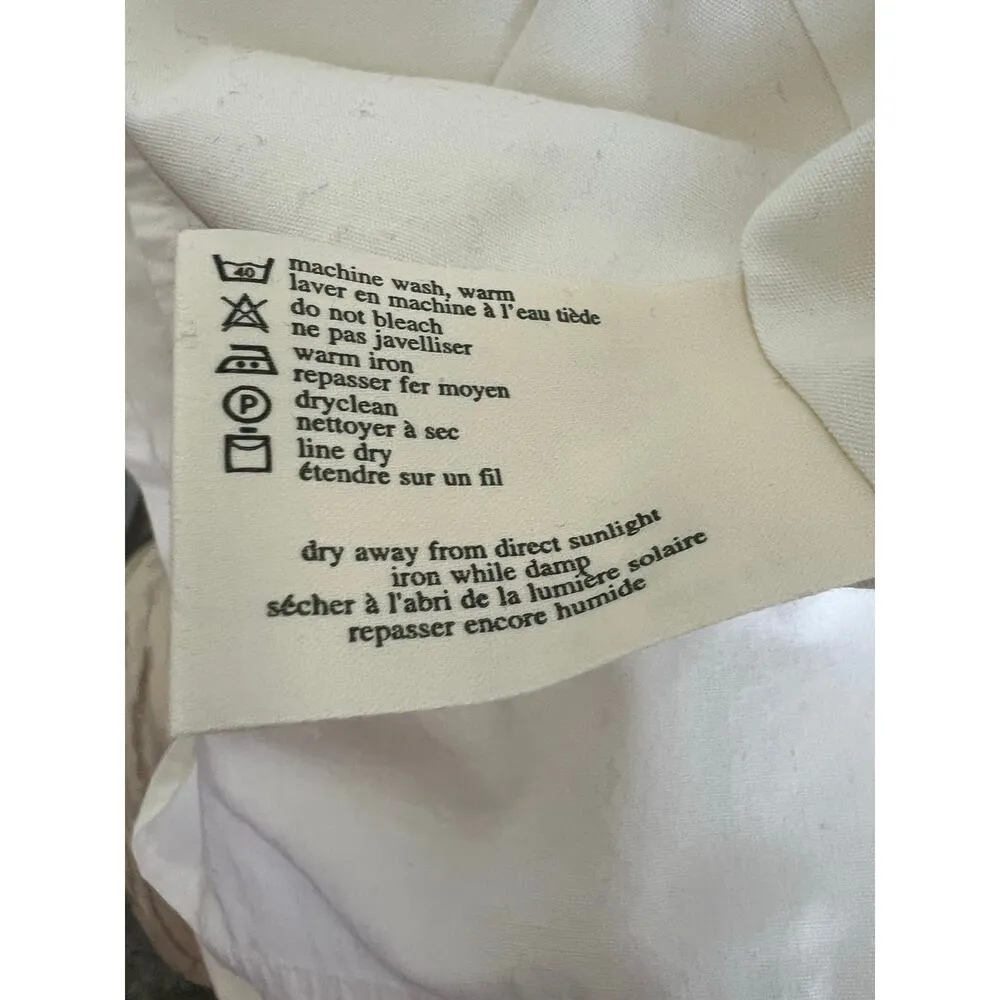 40
machine wash, warm
laver en machine à l'eau tiède
do not bleach
ne pas javelliser
warm iron
repasser fer moyen
P
dryclean
nettoyer à sec
line dry
étendre sur un fil
dry away from direct sunlight
iron while damp
sécher à l'abri de la lumière solaire
repasser encore humide